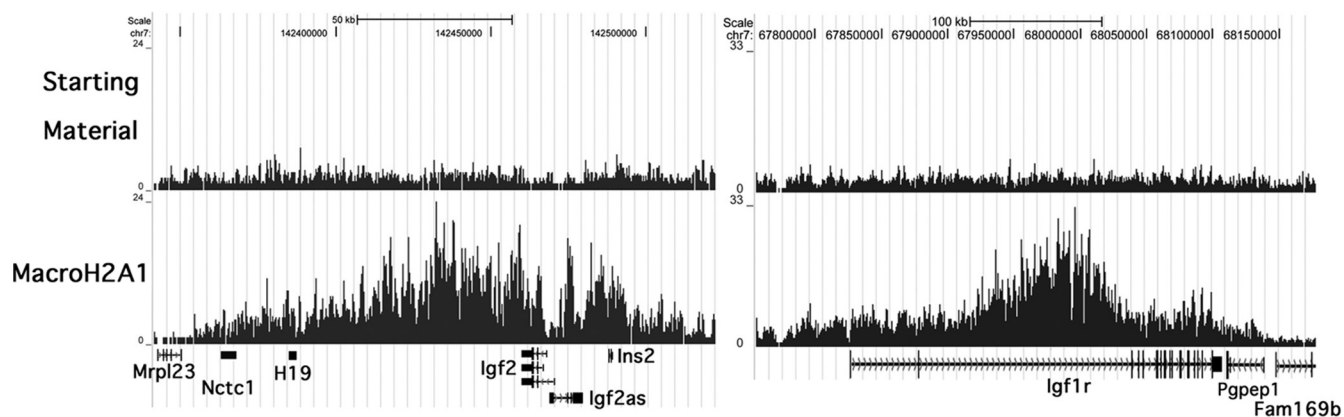 Scale 50 kb
chr7: 142400000 142450000 142500000
24
Starting
Material
0
24
MacroH2A1
0
Mrpl23
Nctc1
H19
Igf2
Ins2
Igf2as
Scale 100 kb
chr7: 67800000 67850000 67900000 67950000 68000000 68050000 68100000 68150000
33
0
33
0
Igf1r
Pgpep1
Fam169b